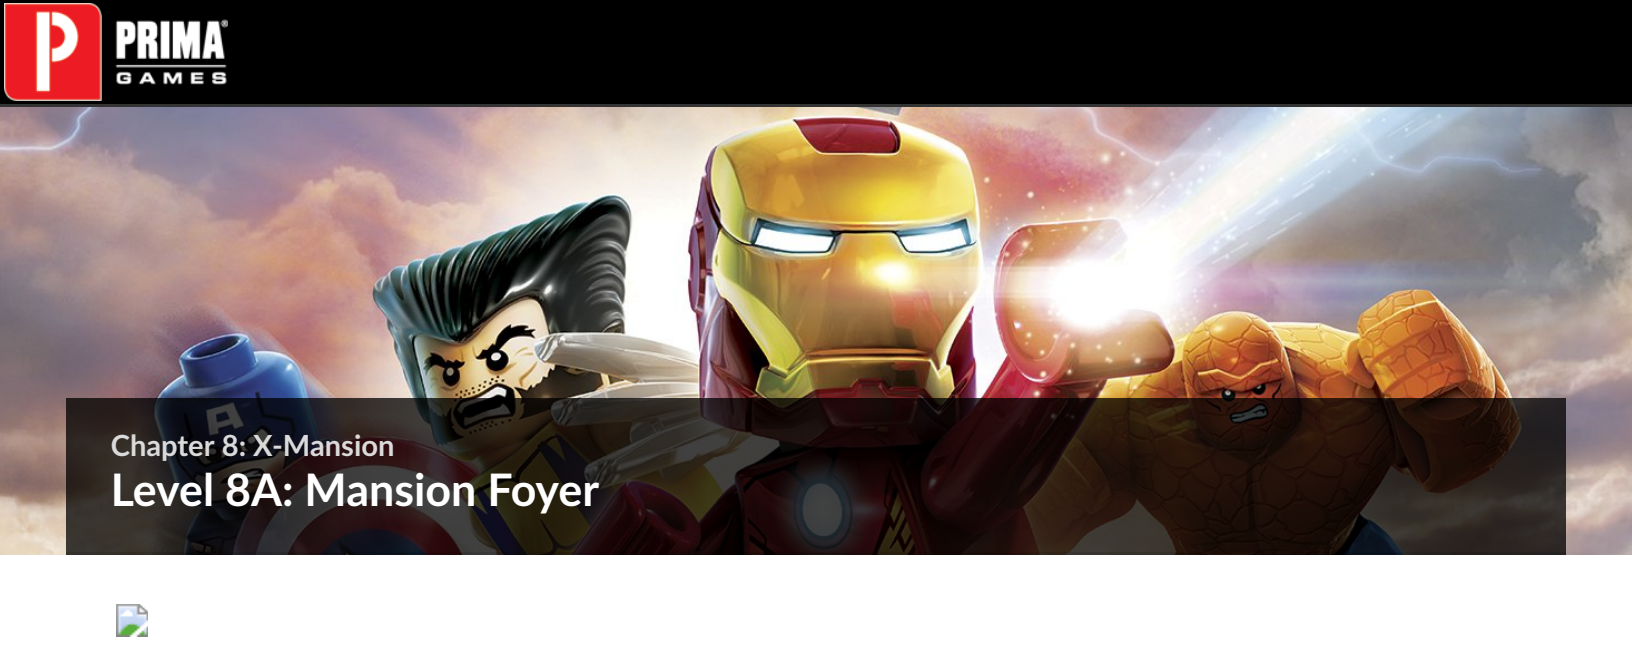 PRIMA®
GAMES
Chapter 8: X-Mansion
Level 8A: Mansion Foyer
A